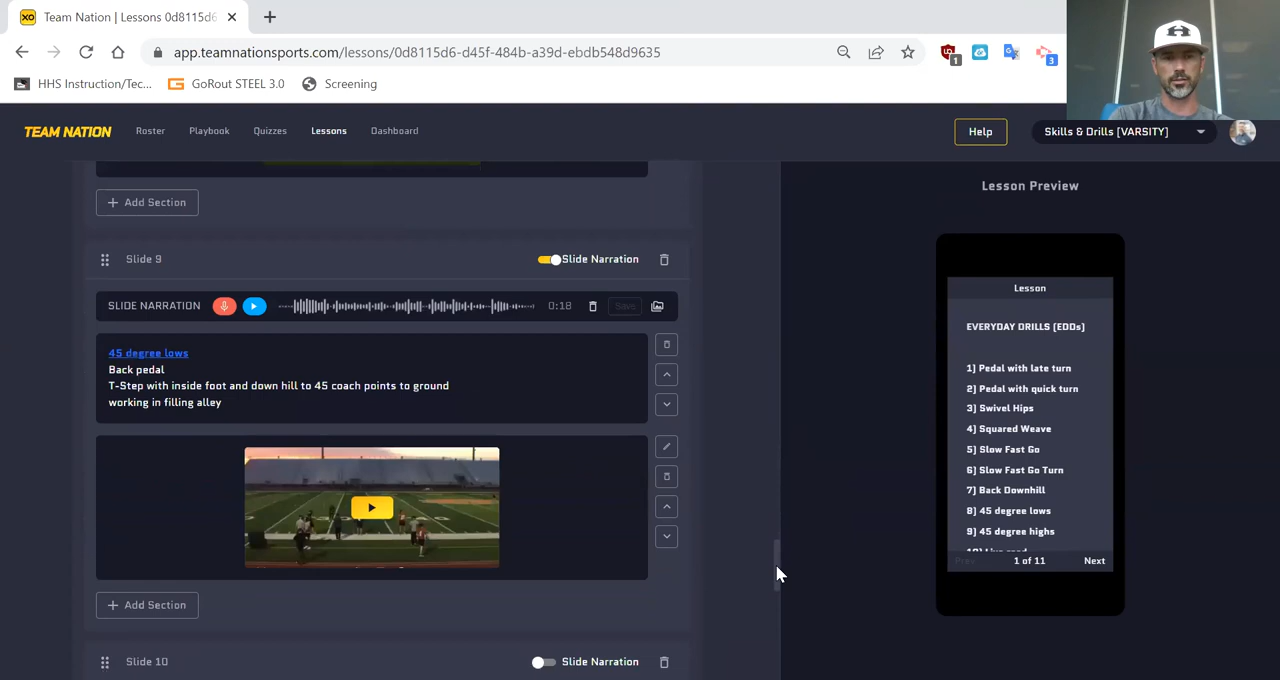 Team Nation | Lessons 0d8115d6
app.teamnationsports.com/lessons/0d8115d6-d45f-484b-a39d-ebdb548d9635
1
3
HHS Instruction/Tec...
GoRout STEEL 3.0
Screening
TEAM NATION
Roster
Playbook
Quizzes
Lessons
Dashboard
Help
Skills & Drills [VARSITY]
Lesson Preview
+ Add Section
Slide 9
Slide Narration
SLIDE NARRATION
0:18
Save
45 degree lows
Back pedal
T-Step with inside foot and down hill to 45 coach points to ground
working in filling alley
+ Add Section
Slide 10
Slide Narration
Lesson
EVERYDAY DRILLS (EDDs)
1) Pedal with late turn
2) Pedal with quick turn
3) Swivel Hips
4) Squared Weave
5) Slow Fast Go
6) Slow Fast Go Turn
7) Back Downhill
8) 45 degree lows
9) 45 degree highs
Prev
1 of 11
Next